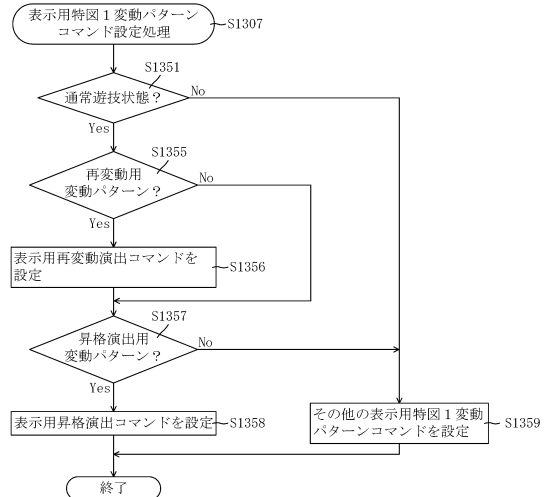 表示用特図１変動パターン
コマンド設定処理
S1307
S1351
通常遊技状態？
No
Yes
S1355
再変動用
変動パターン？
No
Yes
表示用再変動演出コマンドを
設定
S1356
S1357
昇格演出用
変動パターン？
No
Yes
表示用昇格演出コマンドを設定
S1358
その他の表示用特図１変動
パターンコマンドを設定
S1359
終了